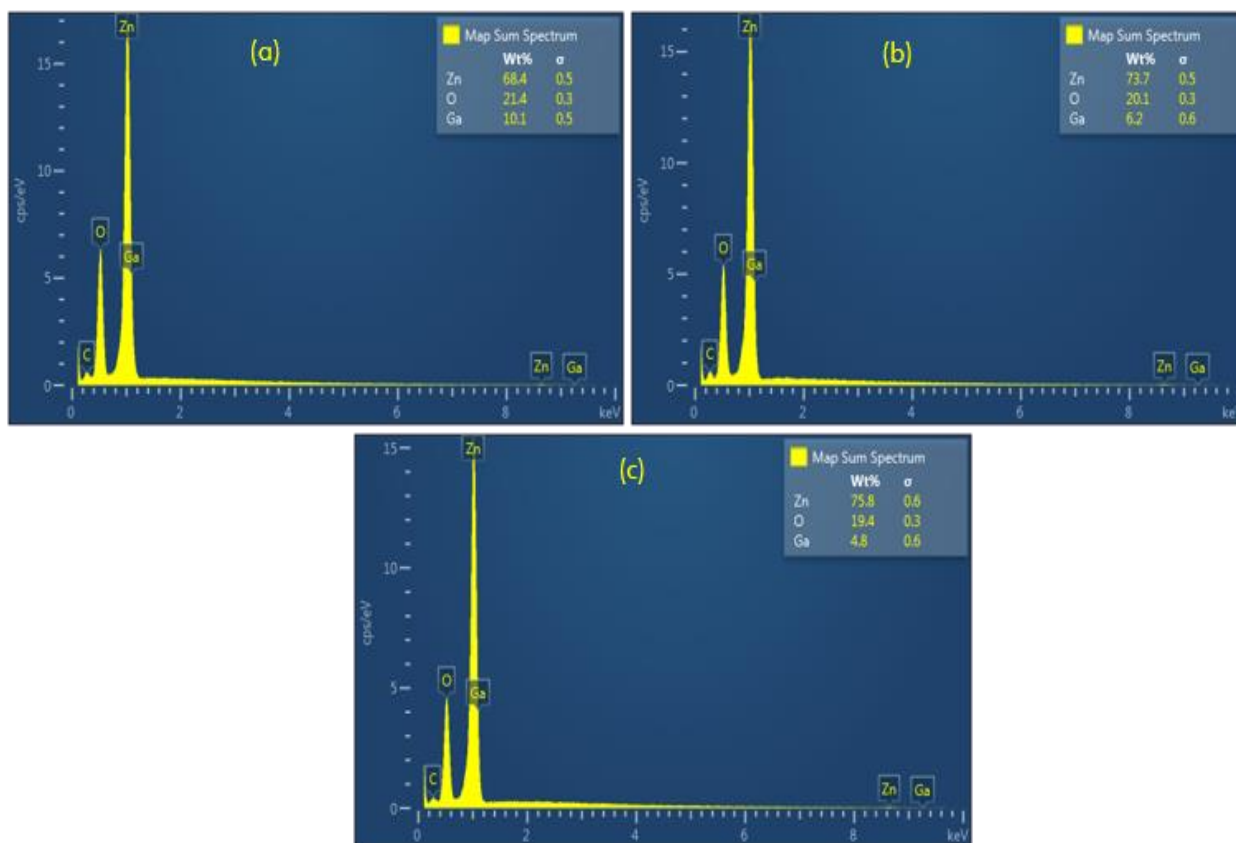 (a)
Map Sum Spectrum
Wt% σ
Zn 68.4 0.5
O 21.4 0.3
Ga 10.1 0.5
cps/eV
15
10
5
0
Zn
O
Ga
C
Zn
Ga
0 2 4 6 8 keV
(b)
Map Sum Spectrum
Wt% σ
Zn 73.7 0.5
O 20.1 0.3
Ga 6.2 0.6
cps/eV
15
10
5
0
Zn
O
Ga
C
Zn
Ga
0 2 4 6 8 keV
(c)
Map Sum Spectrum
Wt% σ
Zn 75.8 0.6
O 19.4 0.3
Ga 4.8 0.6
cps/eV
15
10
5
0
Zn
O
Ga
C
Zn
Ga
0 2 4 6 8 keV